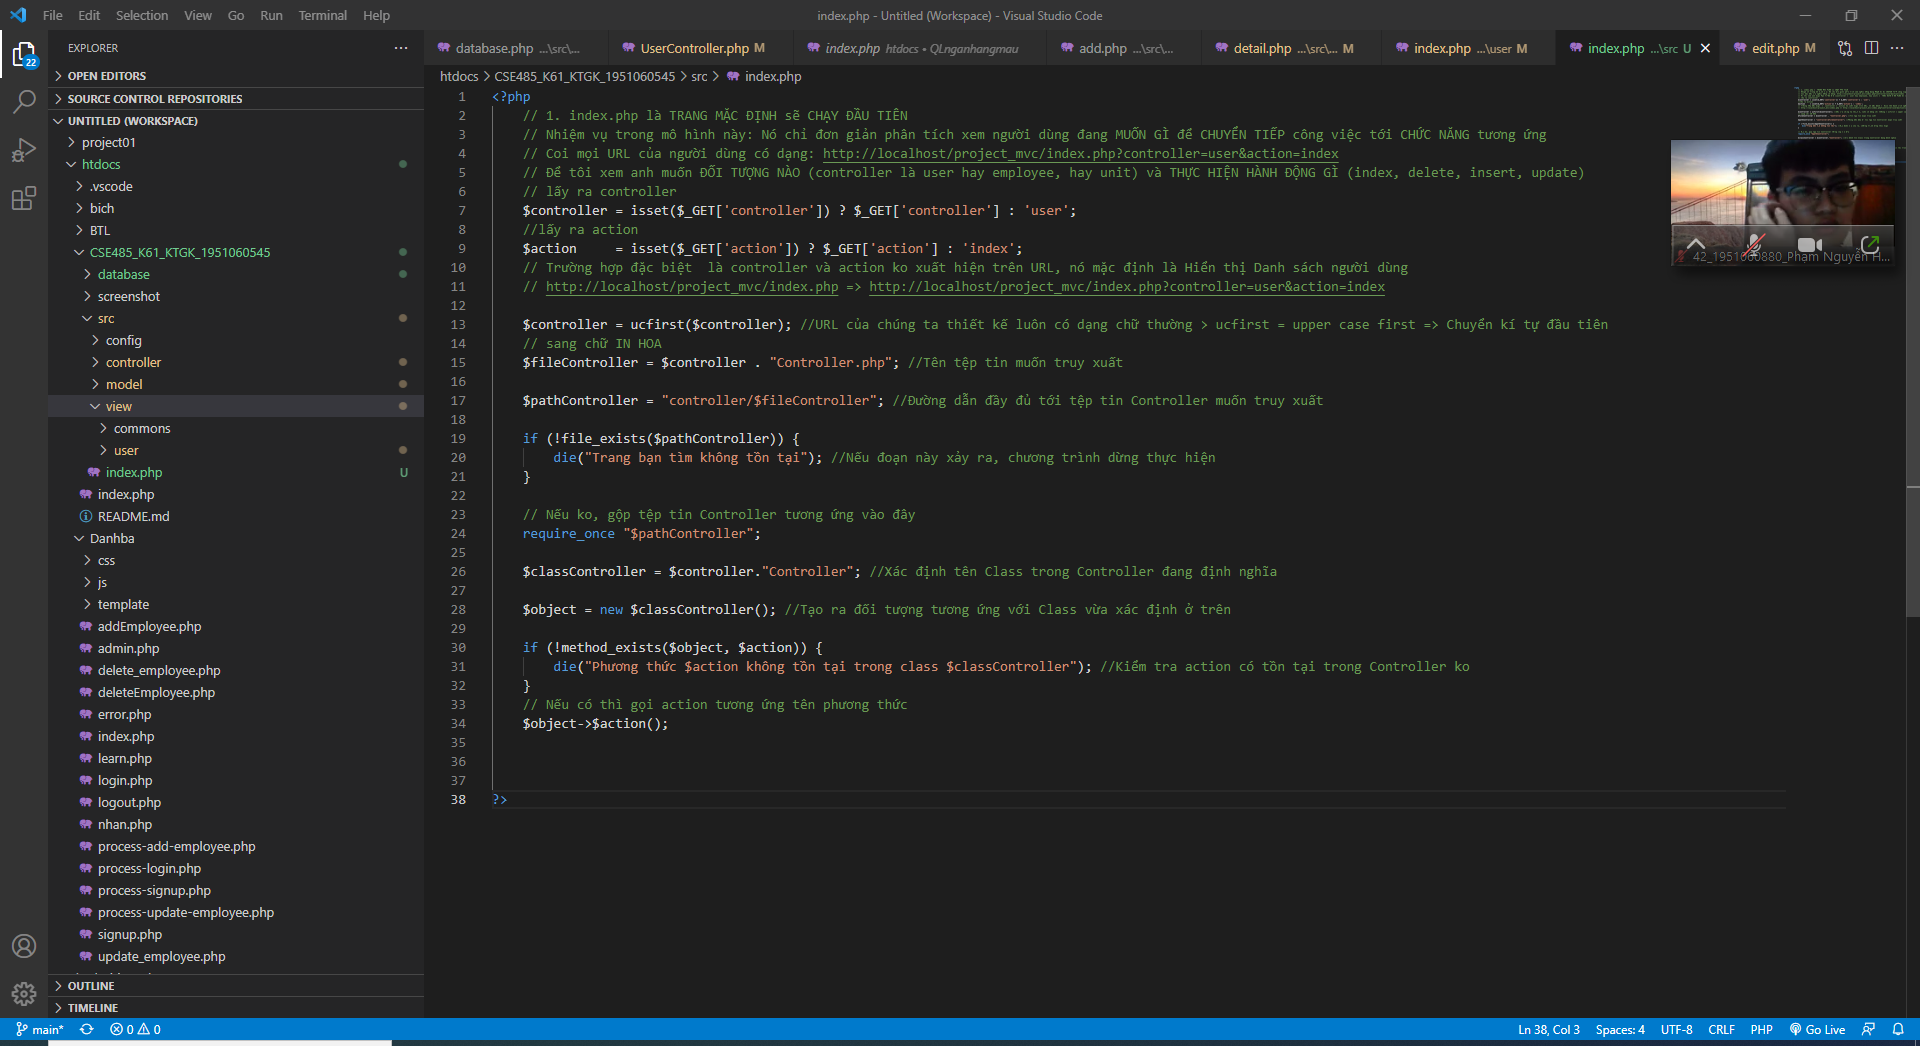 File Edit Selection View Go Run Terminal Help
index.php - Untitled (Workspace) - Visual Studio Code
22
EXPLORER
OPEN EDITORS
SOURCE CONTROL REPOSITORIES
UNTITLED (WORKSPACE)
project01
htdocs
.vscode
bich
BTL
CSE485_K61_KTGK_1951060545
database
screenshot
src
config
controller
model
view
commons
user
index.php U
index.php
README.md
Danhba
css
js
template
addEmployee.php
admin.php
delete_employee.php
deleteEmployee.php
error.php
index.php
learn.php
login.php
logout.php
nhan.php
process-add-employee.php
process-login.php
process-signup.php
process-update-employee.php
signup.php
update_employee.php
OUTLINE
TIMELINE
database.php ...\src\...
UserController.php M
index.php htdocs • QLnganhangmau
add.php ...\src\...
detail.php ...\src\... M
index.php ...\user M
index.php ...\src U
edit.php M
htdocs > CSE485_K61_KTGK_1951060545 > src > index.php
1 <?php
2 // 1. index.php là TRANG MẶC ĐỊNH sẽ CHẠY ĐẦU TIÊN
3 // Nhiệm vụ trong mô hình này: Nó chỉ đơn giản phân tích xem người dùng đang MUỐN GÌ để CHUYỂN TIẾP công việc tới CHỨC NĂNG tương ứng
4 // Coi mọi URL của người dùng có dạng: http://localhost/project_mvc/index.php?controller=user&action=index
5 // Để tôi xem anh muốn ĐỐI TƯỢNG NÀO (controller là user hay employee, hay unit) và THỰC HIỆN HÀNH ĐỘNG GÌ (index, delete, insert, update)
6 // lấy ra controller
7 $controller = isset($_GET['controller']) ? $_GET['controller'] : 'user';
8 //lấy ra action
9 $action     = isset($_GET['action']) ? $_GET['action'] : 'index';
10 // Trường hợp đặc biệt  là controller và action ko xuất hiện trên URL, nó mặc định là Hiển thị Danh sách người dùng
11 // http://localhost/project_mvc/index.php => http://localhost/project_mvc/index.php?controller=user&action=index
12
13 $controller = ucfirst($controller); //URL của chúng ta thiết kế luôn có dạng chữ thường > ucfirst = upper case first => Chuyển kí tự đầu tiên
14 // sang chữ IN HOA
15 $fileController = $controller . "Controller.php"; //Tên tệp tin muốn truy xuất
16
17 $pathController = "controller/$fileController"; //Đường dẫn đầy đủ tới tệp tin Controller muốn truy xuất
18
19 if (!file_exists($pathController)) {
20 die("Trang bạn tìm không tồn tại"); //Nếu đoạn này xảy ra, chương trình dừng thực hiện
21 }
22
23 // Nếu ko, gộp tệp tin Controller tương ứng vào đây
24 require_once "$pathController";
25
26 $classController = $controller."Controller"; //Xác định tên Class trong Controller đang định nghĩa
27
28 $object = new $classController(); //Tạo ra đối tượng tương ứng với Class vừa xác định ở trên
29
30 if (!method_exists($object, $action)) {
31 die("Phương thức $action không tồn tại trong class $classController"); //Kiểm tra action có tồn tại trong Controller ko
32 }
33 // Nếu có thì gọi action tương ứng tên phương thức
34 $object->$action();
35
36
37
38 ?>
42_1951060880_Phạm Nguyễn H...
main* 0 0
Ln 38, Col 3 Spaces: 4 UTF-8 CRLF PHP Go Live